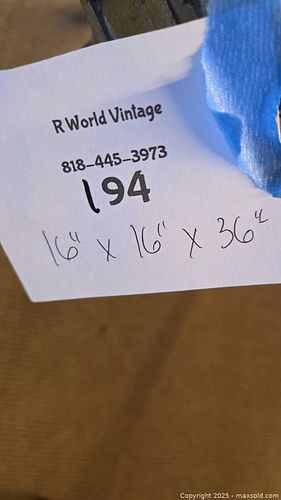 R World Vintage
818-445-3973
194
16" x 16" x 36"
Copyright 2025 - maxsold.com